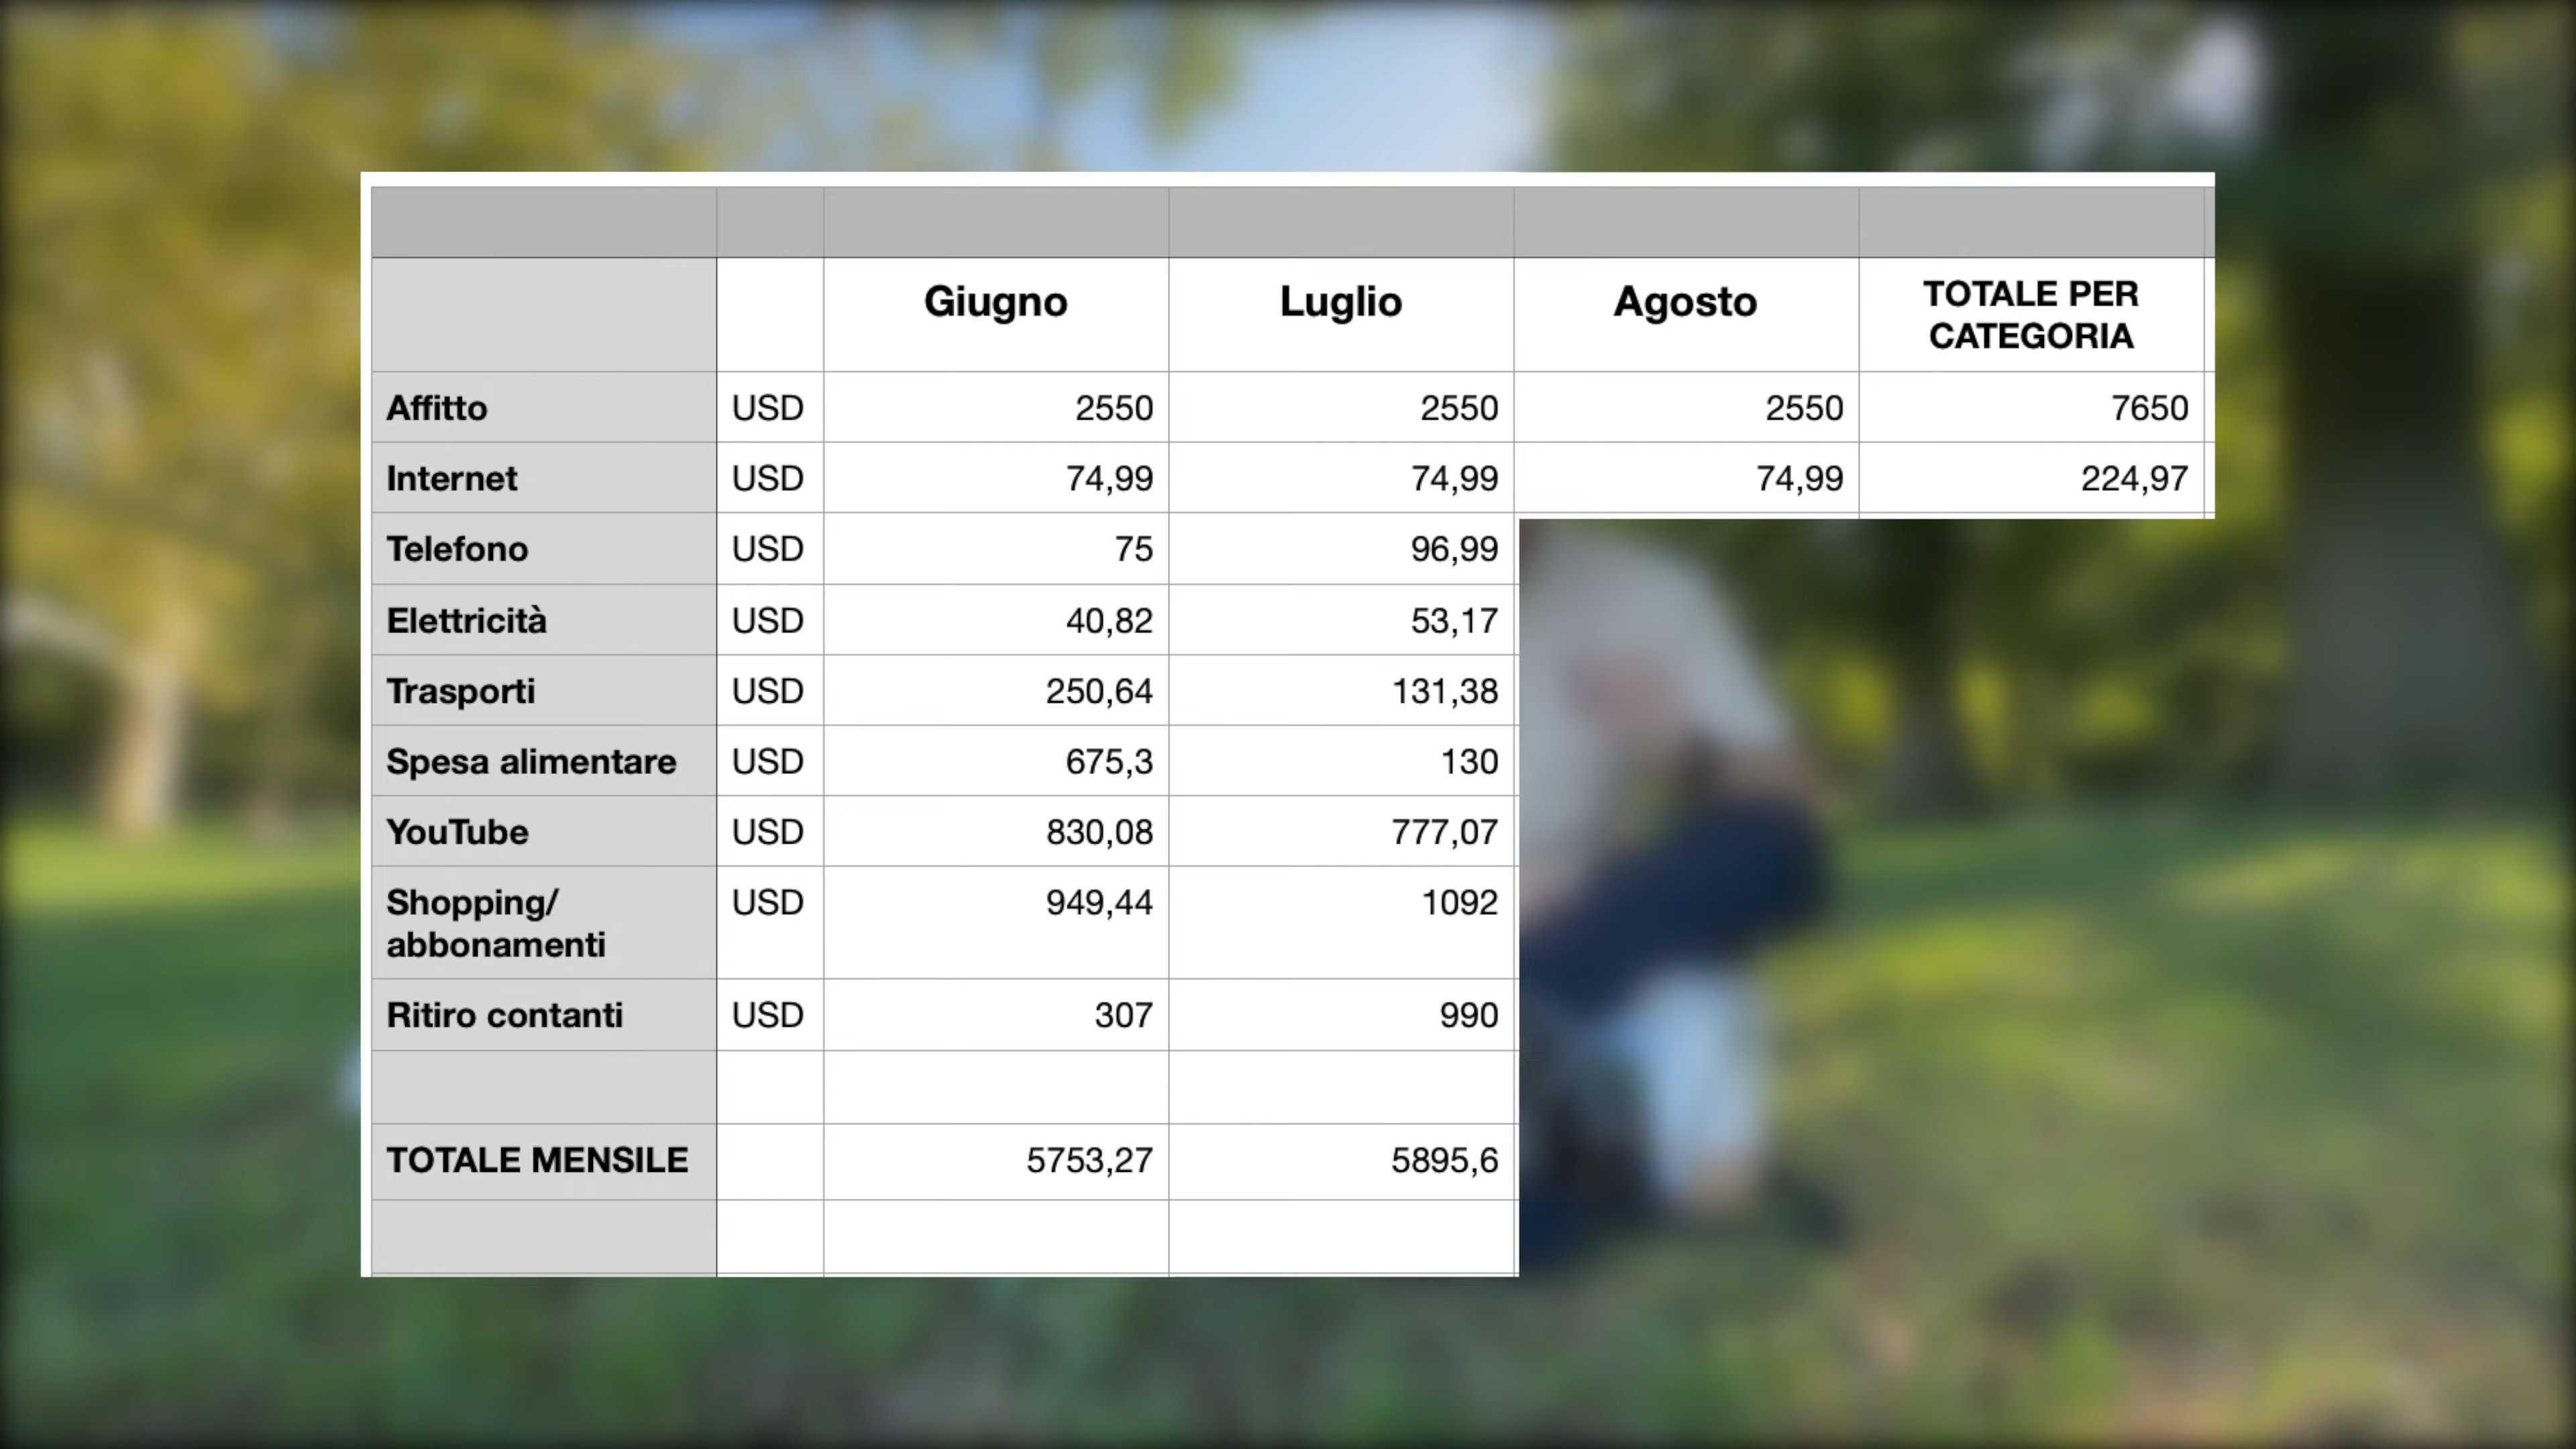 Giugno Luglio Agosto TOTALE PER
CATEGORIA
Affitto USD 2550 2550 2550 7650
Internet USD 74,99 74,99 74,99 224,97
Telefono USD 75 96,99
Elettricità USD 40,82 53,17
Trasporti USD 250,64 131,38
Spesa alimentare USD 675,3 130
YouTube USD 830,08 777,07
Shopping/ USD 949,44 1092
abbonamenti
Ritiro contanti USD 307 990
TOTALE MENSILE 5753,27 5895,6